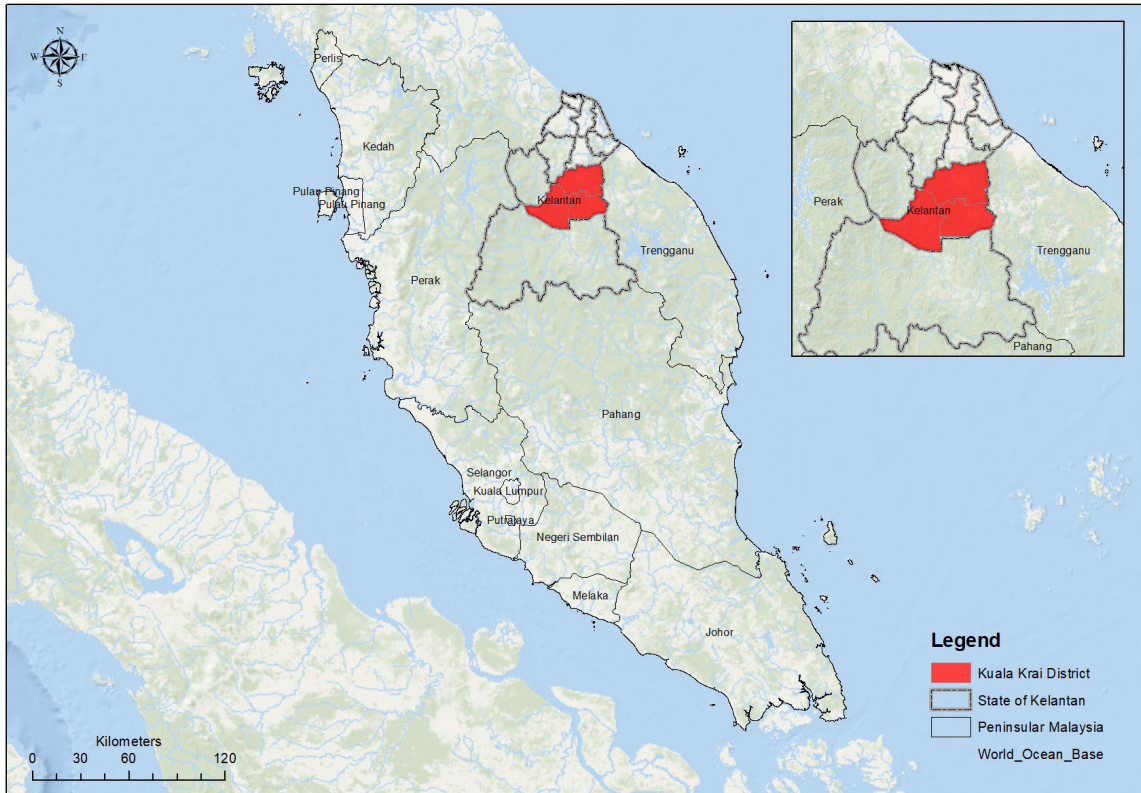 N
W E
S
Perlis
Kedah
Pulau Pinang
Pulau Pinang
Kelantan
Perak
Trengganu
Pahang
Selangor
Kuala Lumpur
Putrajaya
Negeri Sembilan
Melaka
Johor
Perak
Kelantan
Trengganu
Pahang
Legend
Kuala Krai District
State of Kelantan
Peninsular Malaysia
World_Ocean_Base
Kilometers
0 30 60 120